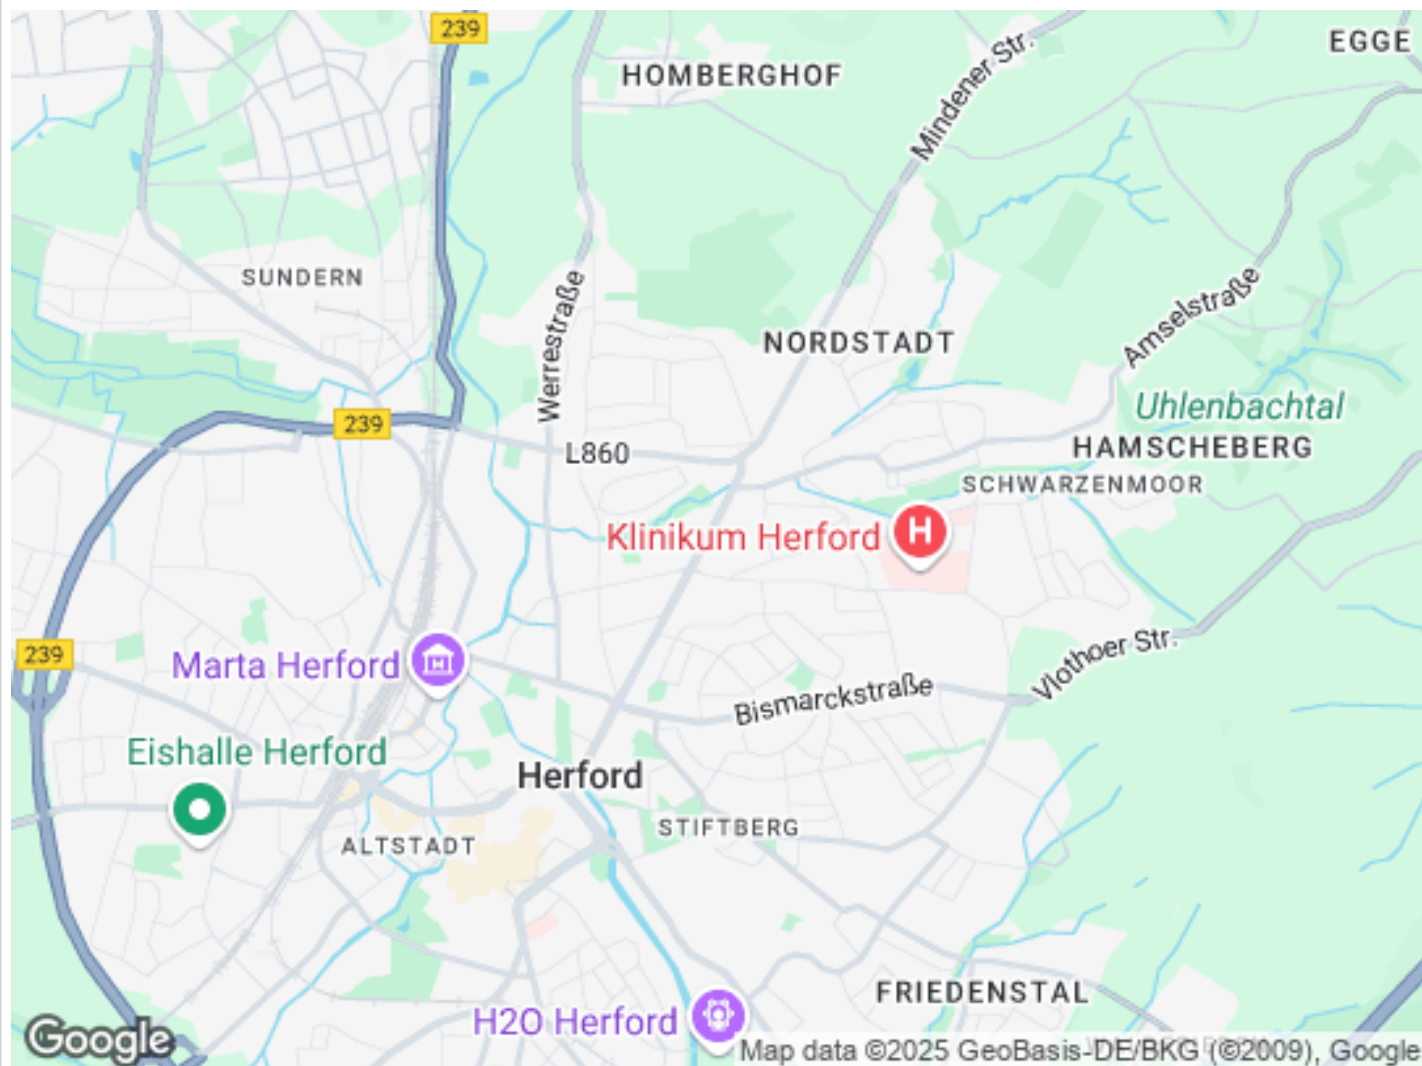 239
EGGE
HOMBERGHOF
Mindener Str.
SUNDERN
Werrestraße
Amselstraße
NORDSTADT
Uhlenbachtal
239
L860
HAMSCHEBERG
SCHWARZENMOOR
Klinikum Herford
H
239
Marta Herford
Vlothoer Str.
Bismarckstraße
Eishalle Herford
Herford
STIFTBERG
ALTSTADT
FRIEDENSTAL
H2O Herford
Google
Map data ©2025 GeoBasis-DE/BKG (©2009), Google